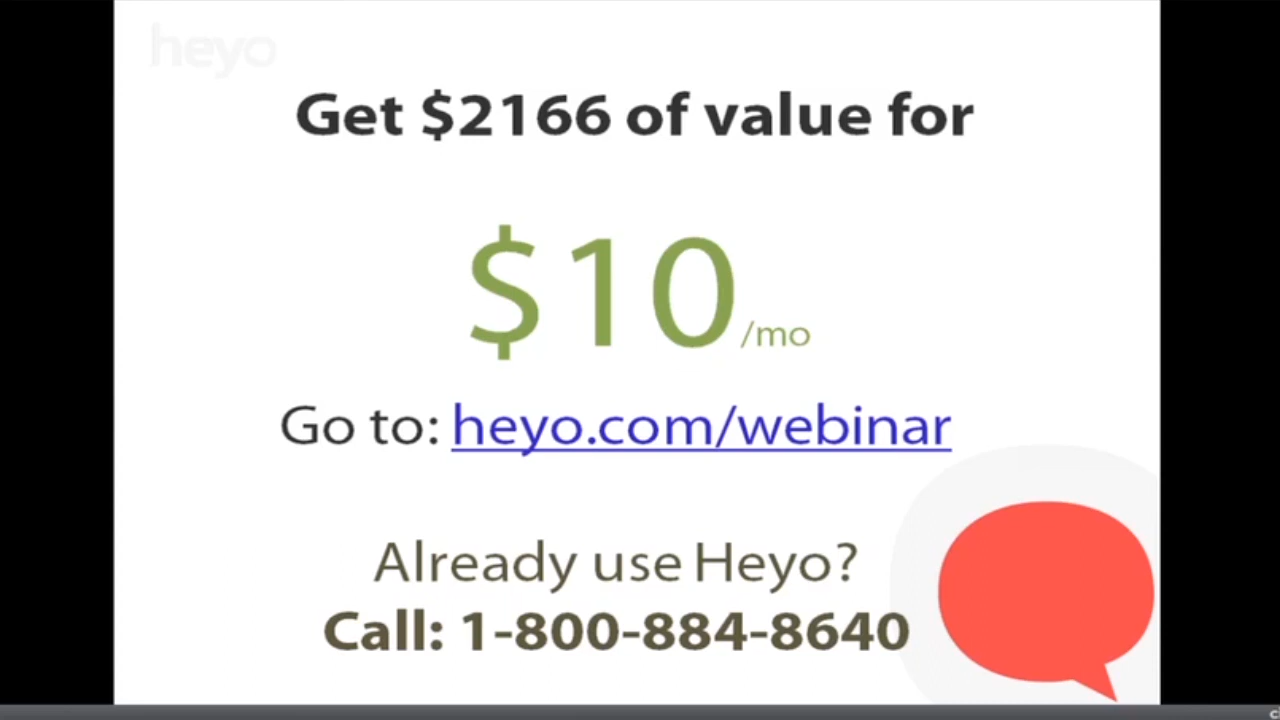 heyo
Get $2166 of value for
$10/mo
Go to: heyo.com/webinar
Already use Heyo?
Call: 1-800-884-8640